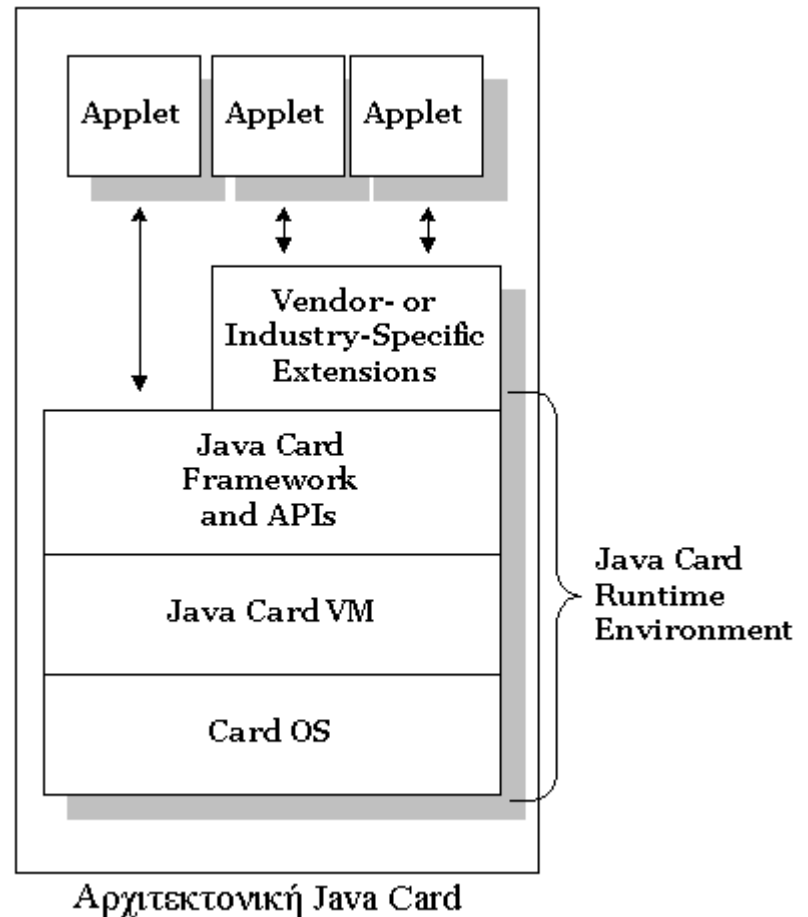 Applet
Applet
Applet
Vendor- or
Industry-Specific
Extensions
Java Card
Framework
and APIs
Java Card VM
Card OS
Java Card
Runtime
Environment
Αρχιτεκτονική Java Card